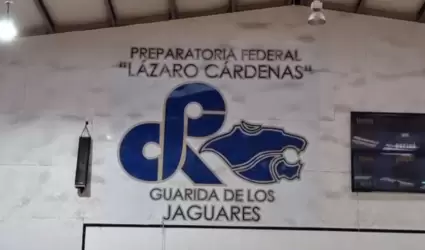 PREPARATORIA FEDERAL
"LÁZARO CÁRDENAS"
GUARIDA DE LOS
JAGUARES